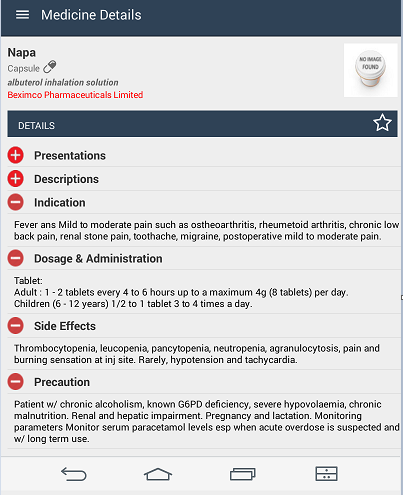 Medicine Details
Napa
Capsule
albuterol inhalation solution
Beximco Pharmaceuticals Limited
NO IMAGE
FOUND
DETAILS
Presentations
Descriptions
Indication
Fever ans Mild to moderate pain such as ostheoarthritis, rheumetoid arthritis, chronic low
back pain, renal stone pain, toothache, migraine, postoperative mild to moderate pain.
Dosage & Administration
Tablet:
Adult : 1 - 2 tablets every 4 to 6 hours up to a maximum 4g (8 tablets) per day.
Children (6 - 12 years) 1/2 to 1 tablet 3 to 4 times a day.
Side Effects
Thrombocytopenia, leucopenia, pancytopenia, neutropenia, agranulocytosis, pain and
burning sensation at inj site. Rarely, hypotension and tachycardia.
Precaution
Patient w/ chronic alcoholism, known G6PD deficiency, severe hypovolaemia, chronic
malnutrition. Renal and hepatic impairment. Pregnancy and lactation. Monitoring
parameters Monitor serum paracetamol levels esp when acute overdose is suspected and
w/ long term use.